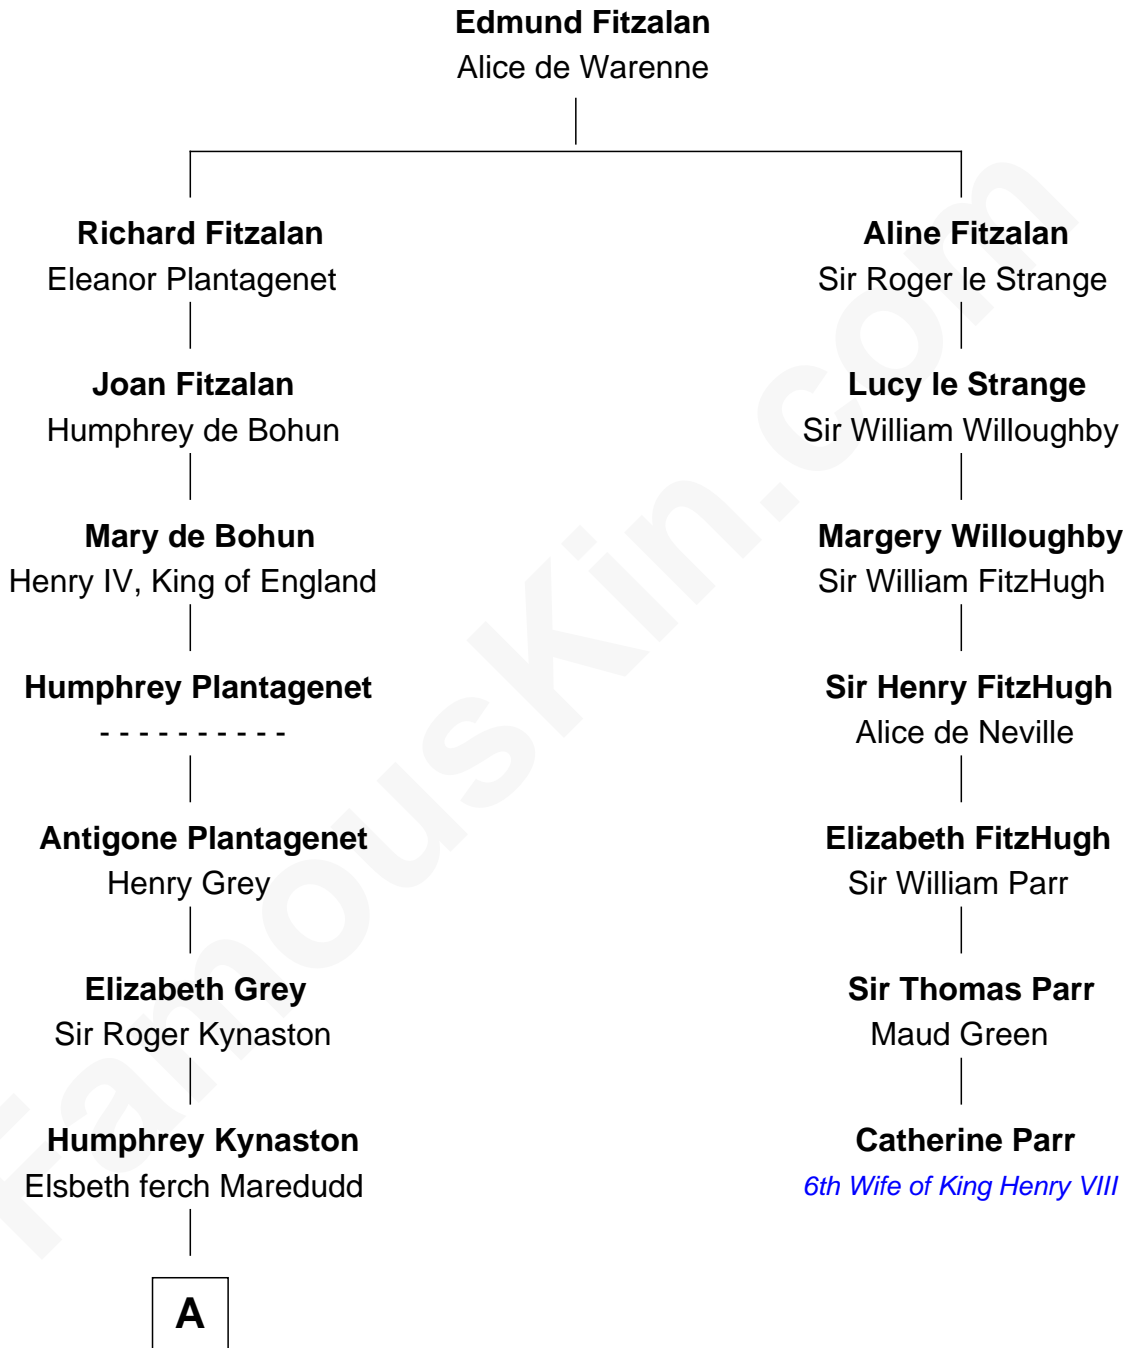 Edmund Fitzalan
Alice de Warenne
Richard Fitzalan
Eleanor Plantagenet
Aline Fitzalan
Sir Roger le Strange
Joan Fitzalan
Humphrey de Bohun
Lucy le Strange
Sir William Willoughby
Mary de Bohun
Henry IV, King of England
Margery Willoughby
Sir William FitzHugh
Humphrey Plantagenet
- - - - - - - - - -
Sir Henry FitzHugh
Alice de Neville
Antigone Plantagenet
Henry Grey
Elizabeth FitzHugh
Sir William Parr
Elizabeth Grey
Sir Roger Kynaston
Sir Thomas Parr
Maud Green
Humphrey Kynaston
Elsbeth ferch Maredudd
Catherine Parr
6th Wife of King Henry VIII
A
FamousKin.com